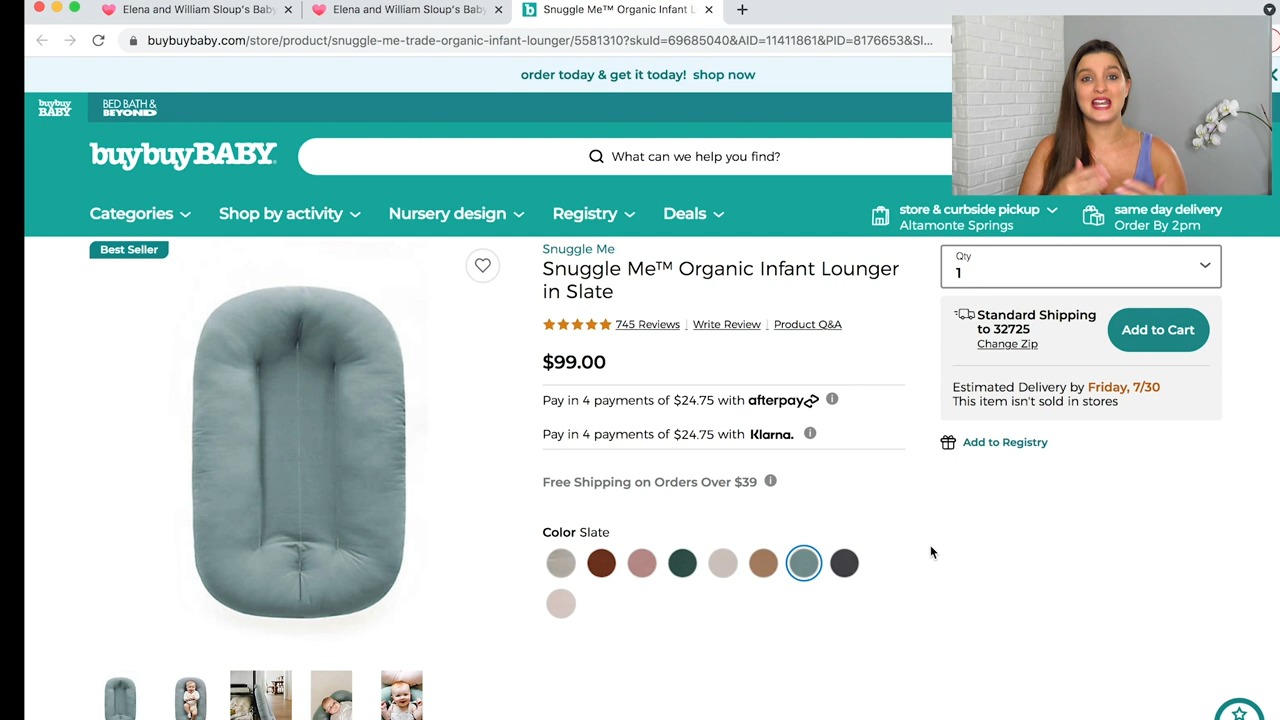 Elena and William Sloup's Baby
Elena and William Sloup's Baby
Snuggle Me™ Organic Infant L
buybuybaby.com/store/product/snuggle-me-trade-organic-infant-lounger/5581310?skuId=69685040&AID=11411861&PID=8176653&SI...
order today & get it today! shop now
buybuy
BABY
BED BATH &
BEYOND
buybuyBABY
What can we help you find?
Categories
Shop by activity
Nursery design
Registry
Deals
store & curbside pickup
Altamonte Springs
same day delivery
Order By 2pm
Best Seller
Snuggle Me
Snuggle Me™ Organic Infant Lounger
in Slate
745 Reviews | Write Review | Product Q&A
$99.00
Pay in 4 payments of $24.75 with afterpay
Pay in 4 payments of $24.75 with Klarna.
Free Shipping on Orders Over $39
Color Slate
Qty
1
Standard Shipping
to 32725
Change Zip
Add to Cart
Estimated Delivery by Friday, 7/30
This item isn't sold in stores
Add to Registry